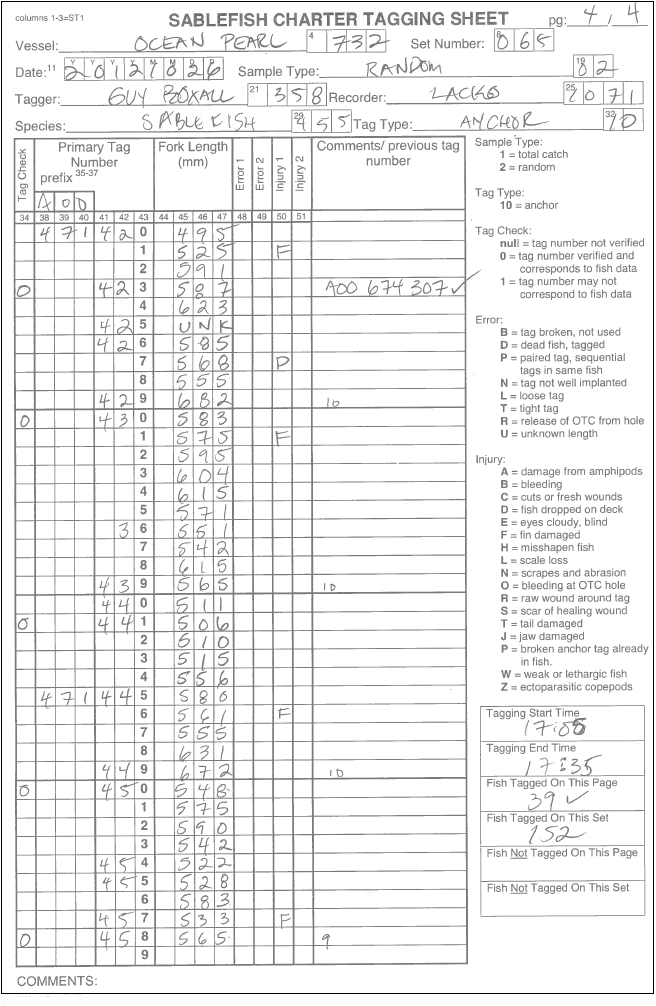 columns 1-3=ST1
SABLEFISH CHARTER TAGGING SHEET pg: 4 , 4
Vessel: OCEAN PEARL 4 732 Set Number: 8 065
Date: 11 Y 2 0 1 2 M 0 D 2 6 Sample Type: RANDOM 19 02
Tagger: GUY BOXALL 21 358 Recorder: LACKO 25 2071
Species: SABLEFISH 29 455 Tag Type: ANCHOR 32 10
Tag Check Primary Tag Number prefix 35-37 Fork Length (mm) Error 1 Error 2 Injury 1 Injury 2 Comments/ previous tag number
A 0 0
34 38 39 40 41 42 43 44 45 46 47 48 49 50 51
4 7 1 4 2 0 4 9 5
1 5 2 5 F
2 5 9 1
0 4 2 3 5 8 7 A00 674 307 ✓
4 6 2 3
4 2 5 U N K
4 2 6 5 8 5
7 5 6 8 P
8 5 5 5
4 2 9 6 8 2 10
0 4 3 0 5 8 3
1 5 7 5 F
2 5 9 5
3 6 0 4
4 6 1 5
5 5 7 1
3 6 5 5 1
7 5 4 2
8 6 1 5
4 3 9 5 6 5 10
4 4 0 5 1 1
0 4 4 1 5 0 6
2 5 1 0
3 5 1 5
4 5 5 6
4 7 1 4 4 5 5 8 0
6 5 6 1 F
7 5 5 5
8 6 3 1
4 4 9 6 7 2 10
0 4 5 0 5 4 8
1 5 7 5
2 5 9 0
3 5 4 2
4 5 4 5 2 2
4 5 5 5 2 8
6 5 8 3
4 5 7 5 3 3 F
0 4 5 8 5 6 5 9
9
COMMENTS:
Sample Type:
1 = total catch
2 = random
Tag Type:
10 = anchor
Tag Check:
null = tag number not verified
0 = tag number verified and
corresponds to fish data
1 = tag number may not
correspond to fish data
Error:
B = tag broken, not used
D = dead fish, tagged
P = paired tag, sequential
tags in same fish
N = tag not well implanted
L = loose tag
T = tight tag
R = release of OTC from hole
U = unknown length
Injury:
A = damage from amphipods
B = bleeding
C = cuts or fresh wounds
D = fish dropped on deck
E = eyes cloudy, blind
F = fin damaged
H = misshapen fish
L = scale loss
N = scrapes and abrasion
O = bleeding at OTC hole
R = raw wound around tag
S = scar of healing wound
T = tail damaged
J = jaw damaged
P = broken anchor tag already
in fish.
W = weak or lethargic fish
Z = ectoparasitic copepods
Tagging Start Time
17:05
Tagging End Time
17:35
Fish Tagged On This Page
39 ✓
Fish Tagged On This Set
152
Fish Not Tagged On This Page
Fish Not Tagged On This Set